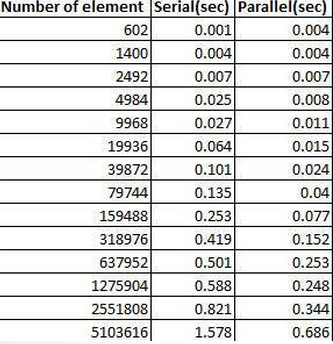 Number of element Serial(sec) Parallel(sec)
602 0.001 0.004
1400 0.004 0.004
2492 0.007 0.007
4984 0.025 0.008
9968 0.027 0.011
19936 0.064 0.015
39872 0.101 0.024
79744 0.135 0.04
159488 0.253 0.077
318976 0.419 0.152
637952 0.501 0.253
1275904 0.588 0.248
2551808 0.821 0.344
5103616 1.578 0.686